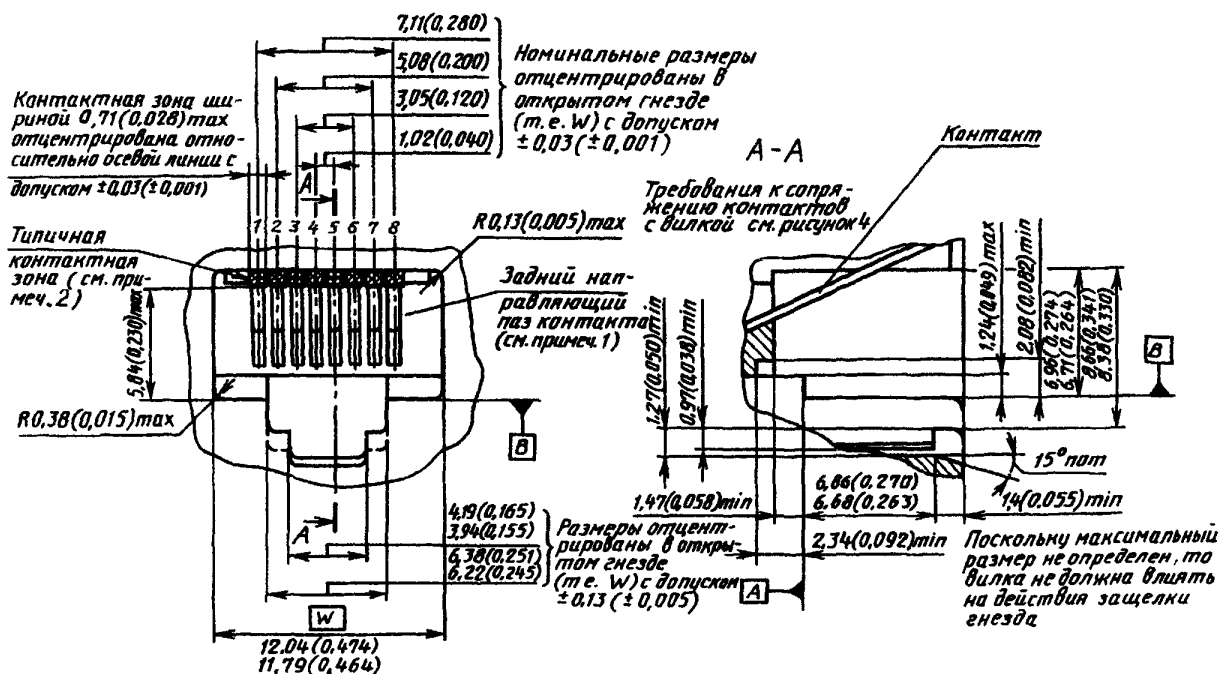 7,11(0,280)
5,08(0,200)
3,05(0,120)
1,02(0,040)
Номинальные размеры
отцентрированы в
открытом гнезде
(т.е. W) с допуском
±0,03 (±0,001)
Контактная зона ши-
риной 0,71(0,028) max
отцентрирована отно-
сительно осевой линии с
допуском ±0,03(±0,001)
А
1 2 3 4 5 6 7 8
Типичная
контактная
зона (см. при-
меч. 2)
R0,13(0,005)max
Задний нап-
равляющий
паз контакта
(см. примеч. 1)
5,84(0,230)max
R0,38(0,015)max
B
А
4,19(0,165)
3,94(0,155)
6,38(0,251)
6,22(0,245)
Размеры отцент-
рированы в откры-
том гнезде
(т.е. W) с допуском
±0,13 (±0,005)
W
12,04(0,474)
11,79(0,464)
А-А
Контакт
Требования к сопря-
жению контактов
с вилкой см. рисунок 4
1,27(0,050)min
0,97(0,038)min
1,24(0,049)max
2,08(0,082)min
6,96(0,274)
6,71(0,264)
8,66(0,341)
8,38(0,330)
B
15° пот
1,47(0,058)min
6,86(0,270)
6,68(0,263)
1,4(0,055)min
2,34(0,092)min
A
Поскольку максимальный
размер не определен, то
вилка не должна влиять
на действия защелки
гнезда